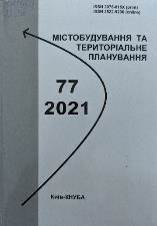 МІСТОБУДУВАННЯ ТА
ТЕРИТОРІАЛЬНЕ
ПЛАНУВАННЯ
77
2021
Київ-КНУБА